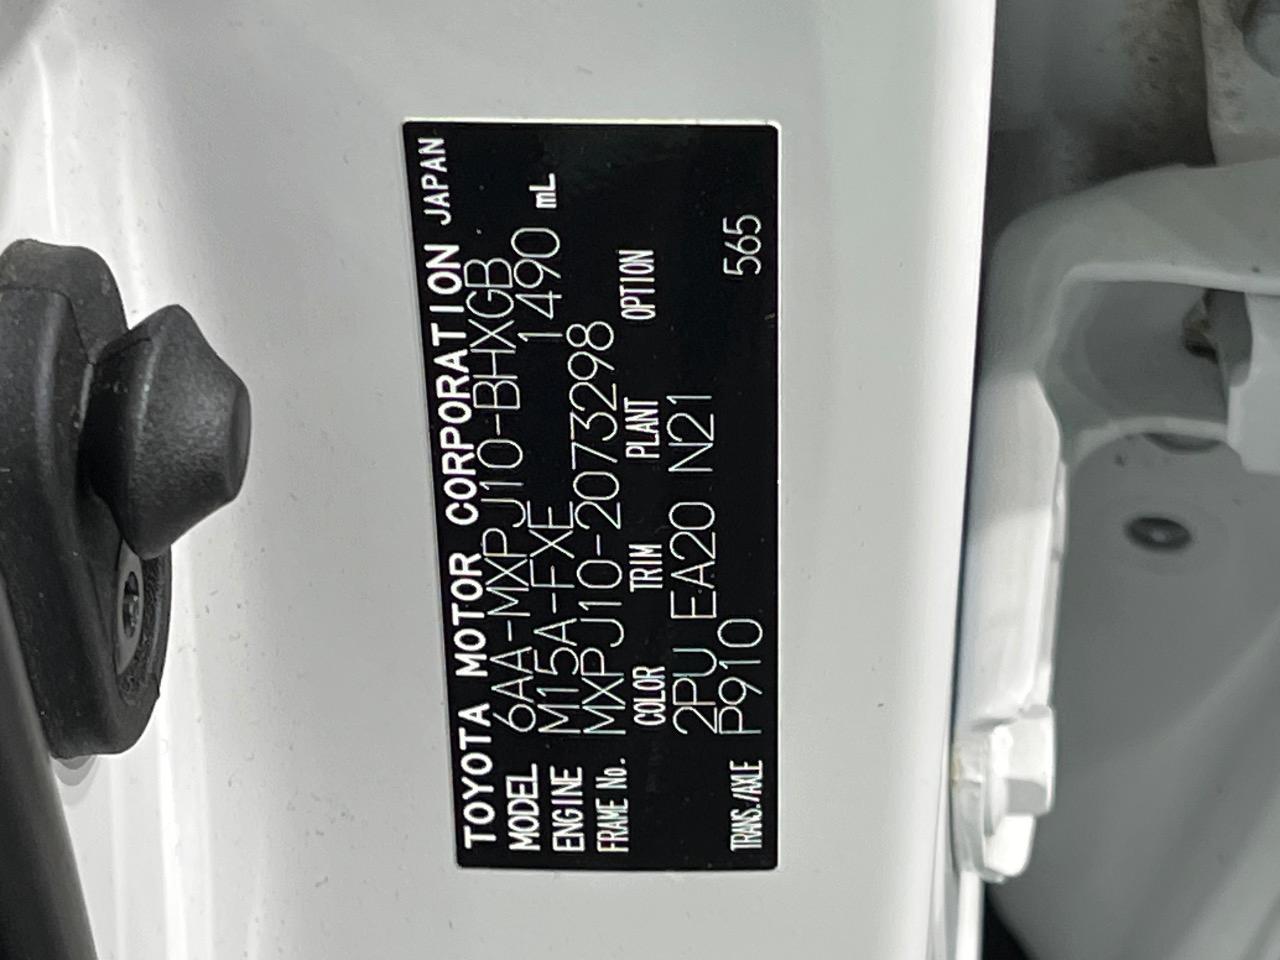 TOYOTA MOTOR CORPORATION JAPAN
MODEL 6AA-MXPJ10-BHXGB
ENGINE M15A-FXE 1490 mL
FRAME No. MXPJ10-2073298
COLOR TRIM PLANT OPTION
2PU EA20 N21
TRANS./AXLE P910 565